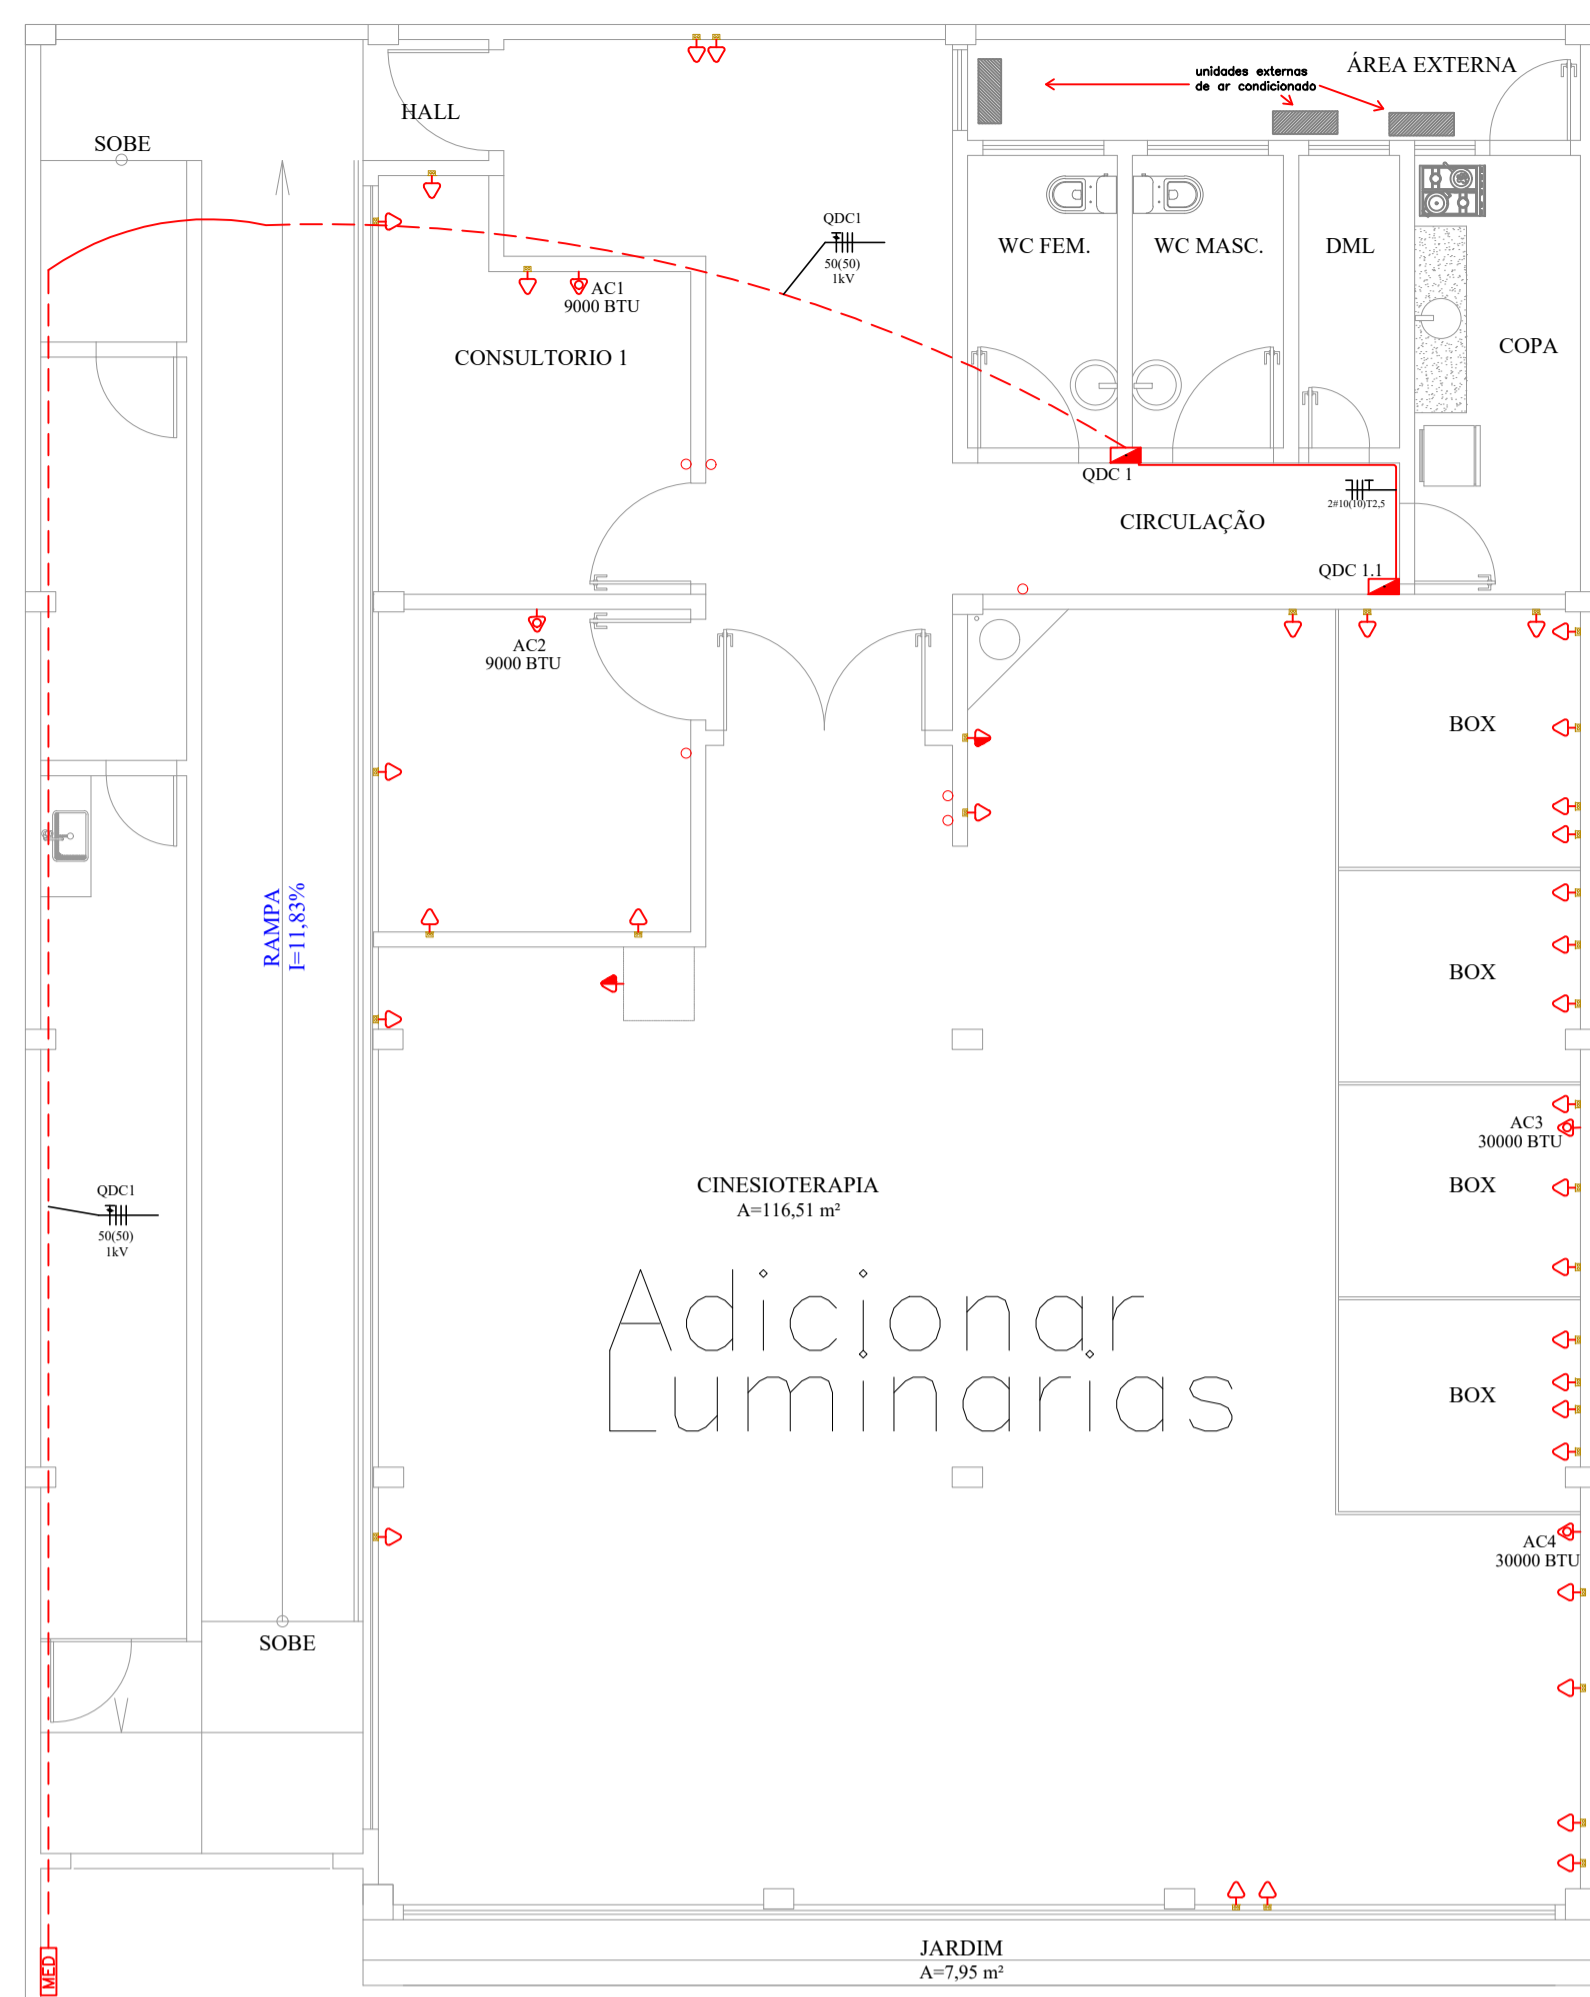 ÁREA EXTERNA
unidades externas
de ar condicionado
HALL
SOBE
QDC1
50(50)
1kV
WC FEM.
WC MASC.
DML
AC1
9000 BTU
CONSULTORIO 1
COPA
QDC 1
2#10(10)T2,5
CIRCULAÇÃO
QDC 1.1
AC2
9000 BTU
BOX
RAMPA
I=11,83%
BOX
AC3
30000 BTU
CINESIOTERAPIA
A=116,51 m²
BOX
QDC1
50(50)
1kV
Adicionar
Luminarias
BOX
AC4
30000 BTU
SOBE
JARDIM
A=7,95 m²
MED